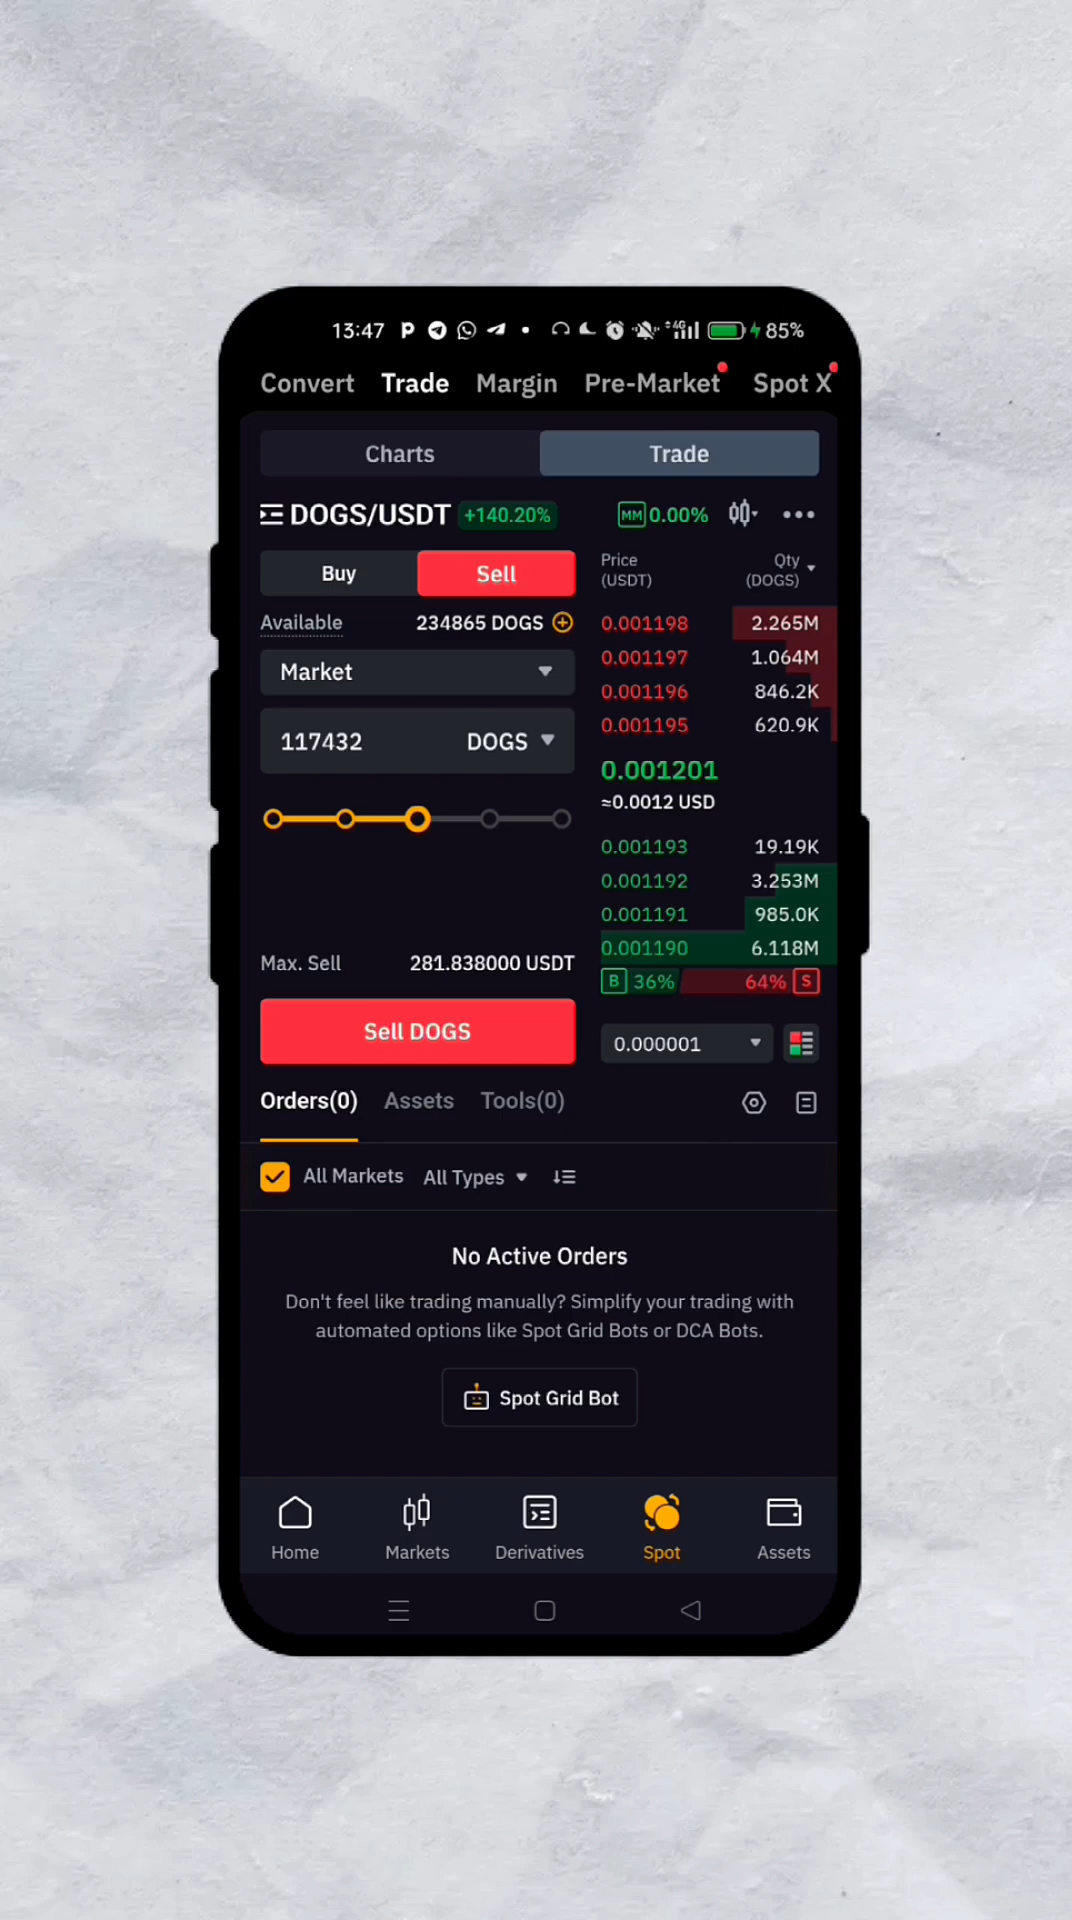 13:47 P 4G 85%
Convert Trade Margin Pre-Market Spot X
Charts Trade
DOGS/USDT +140.20% MM 0.00%
Buy Sell
Price (USDT) Qty (DOGS)
Available 234865 DOGS
Market
117432 DOGS
0.001198 2.265M
0.001197 1.064M
0.001196 846.2K
0.001195 620.9K
0.001201
≈0.0012 USD
0.001193 19.19K
0.001192 3.253M
0.001191 985.0K
0.001190 6.118M
B 36% 64% S
Max. Sell 281.838000 USDT
Sell DOGS
0.000001
Orders(0) Assets Tools(0)
All Markets All Types
No Active Orders
Don't feel like trading manually? Simplify your trading with
automated options like Spot Grid Bots or DCA Bots.
Spot Grid Bot
Home Markets Derivatives Spot Assets